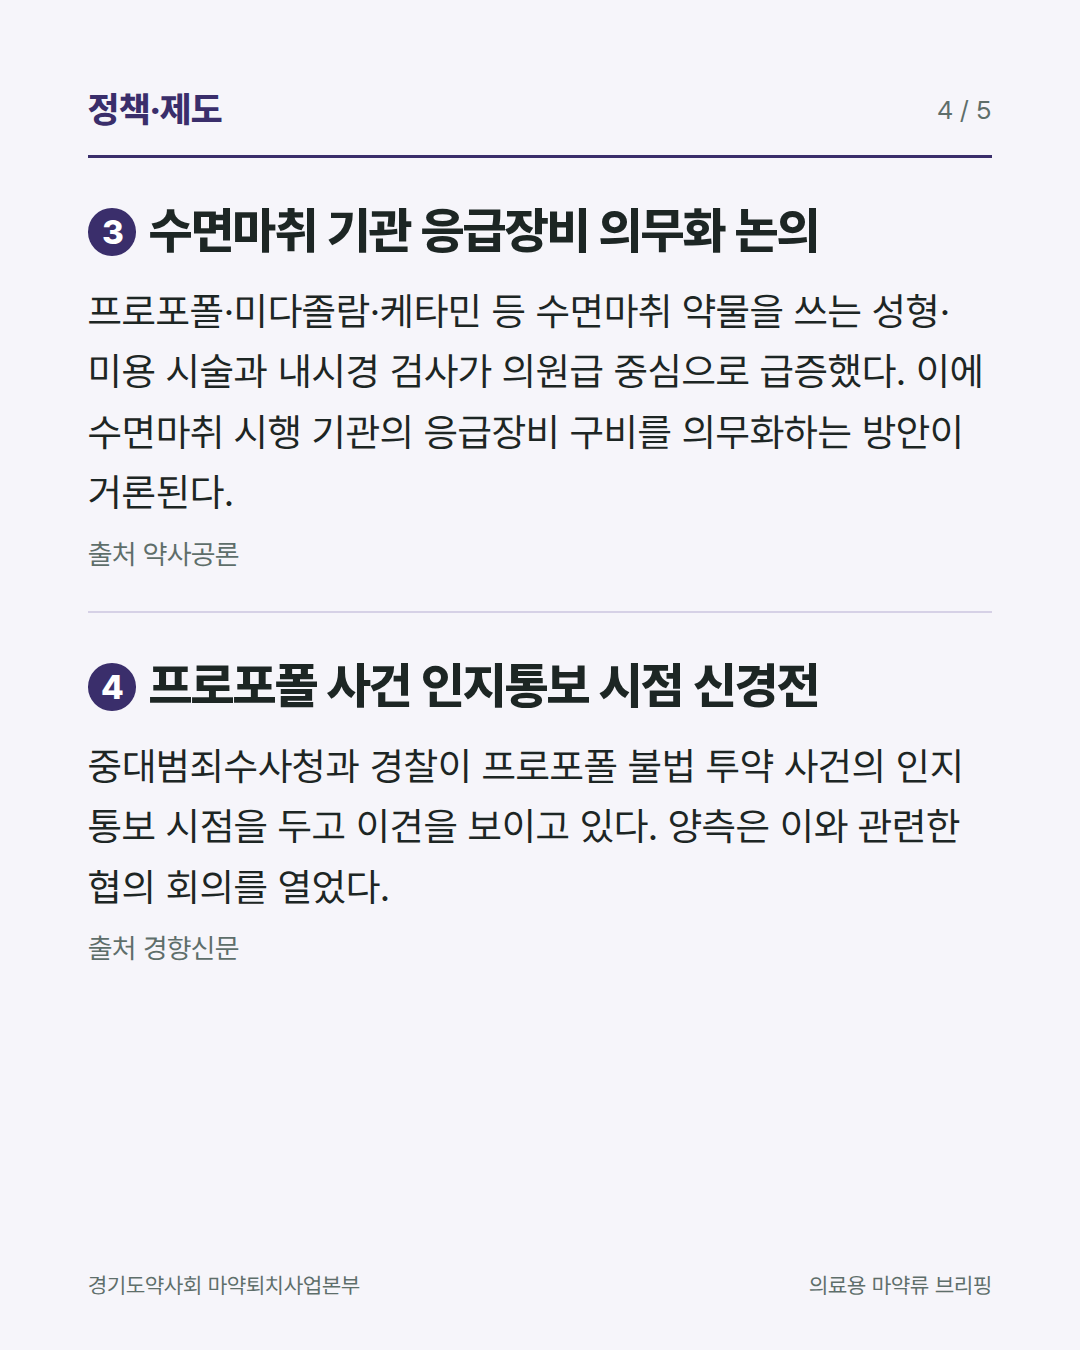 정책·제도
4 / 5
3 수면마취 기관 응급장비 의무화 논의
프로포폴·미다졸람·케타민 등 수면마취 약물을 쓰는 성형·
미용 시술과 내시경 검사가 의원급 중심으로 급증했다. 이에
수면마취 시행 기관의 응급장비 구비를 의무화하는 방안이
거론된다.
출처 약사공론
4 프로포폴 사건 인지통보 시점 신경전
중대범죄수사청과 경찰이 프로포폴 불법 투약 사건의 인지
통보 시점을 두고 이견을 보이고 있다. 양측은 이와 관련한
협의 회의를 열었다.
출처 경향신문
경기도약사회 마약퇴치사업본부
의료용 마약류 브리핑